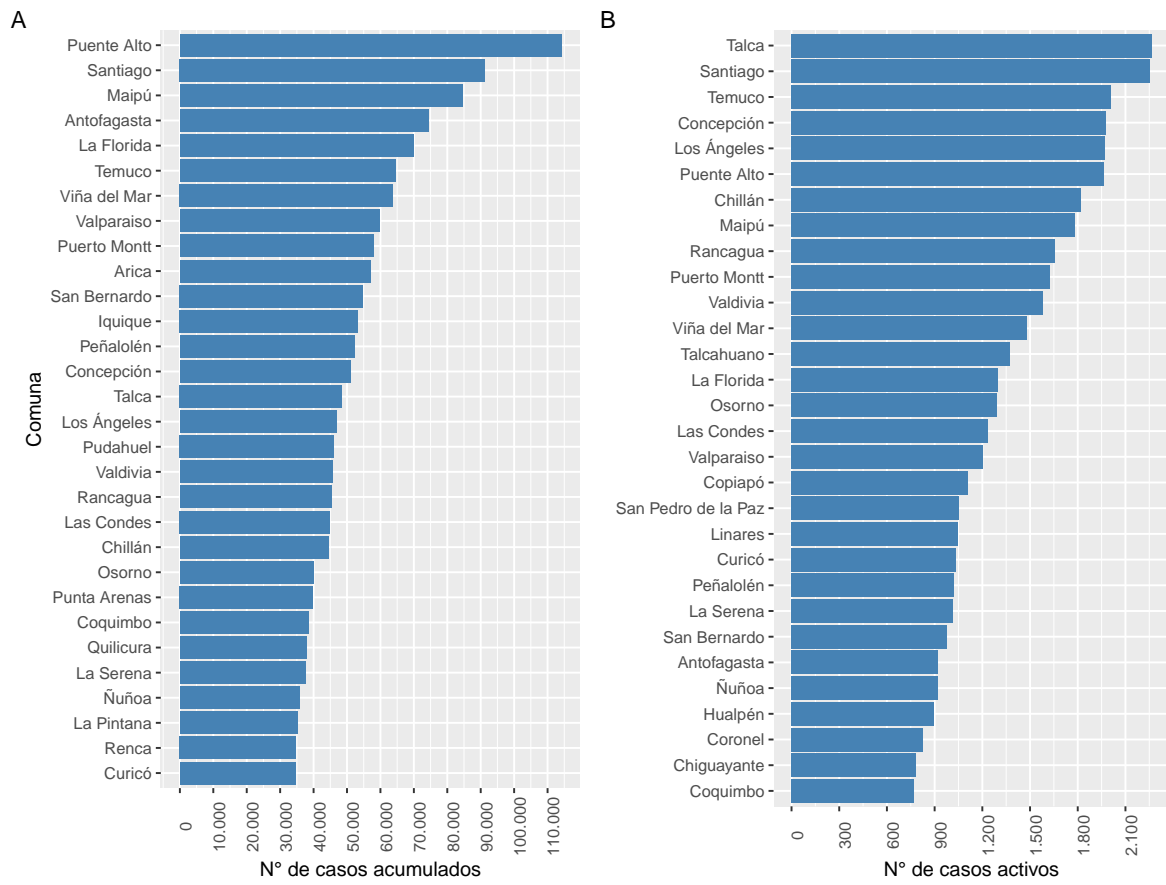 A
Puente Alto
Santiago
Maipú
Antofagasta
La Florida
Temuco
Viña del Mar
Valparaiso
Puerto Montt
Arica
San Bernardo
Iquique
Peñalolén
Concepción
Talca
Los Ángeles
Pudahuel
Valdivia
Rancagua
Las Condes
Chillán
Osorno
Punta Arenas
Coquimbo
Quilicura
La Serena
Ñuñoa
La Pintana
Renca
Curicó
Comuna
0
10.000
20.000
30.000
40.000
50.000
60.000
70.000
80.000
90.000
100.000
110.000
N° de casos acumulados
B
Talca
Santiago
Temuco
Concepción
Los Ángeles
Puente Alto
Chillán
Maipú
Rancagua
Puerto Montt
Valdivia
Viña del Mar
Talcahuano
La Florida
Osorno
Las Condes
Valparaiso
Copiapó
San Pedro de la Paz
Linares
Curicó
Peñalolén
La Serena
San Bernardo
Antofagasta
Ñuñoa
Hualpén
Coronel
Chiguayante
Coquimbo
0
300
600
900
1.200
1.500
1.800
2.100
N° de casos activos